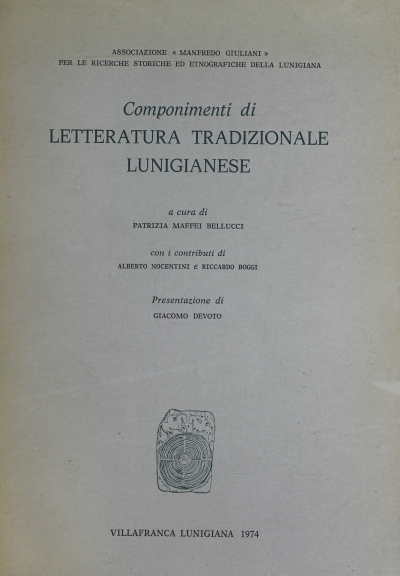 ASSOCIAZIONE « MANFREDO GIULIANI »
PER LE RICERCHE STORICHE ED ETNOGRAFICHE DELLA LUNIGIANA
Componimenti di
LETTERATURA TRADIZIONALE
LUNIGIANESE
a cura di
PATRIZIA MAFFEI BELLUCCI
con i contributi di
ALBERTO NOCENTINI e RICCARDO BOGGI
Presentazione di
GIACOMO DEVOTO
VILLAFRANCA LUNIGIANA 1974